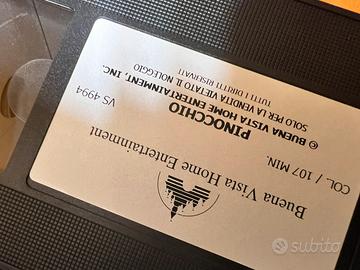 Buena Vista Home Entertainment
COL. / 107 MIN.
VS 4994
PINOCCHIO
© BUENA VISTA HOME ENTERTAINMENT, INC.
SOLO PER LA VENDITA VIETATO IL NOLEGGIO
TUTTI I DIRITTI RISERVATI
subito